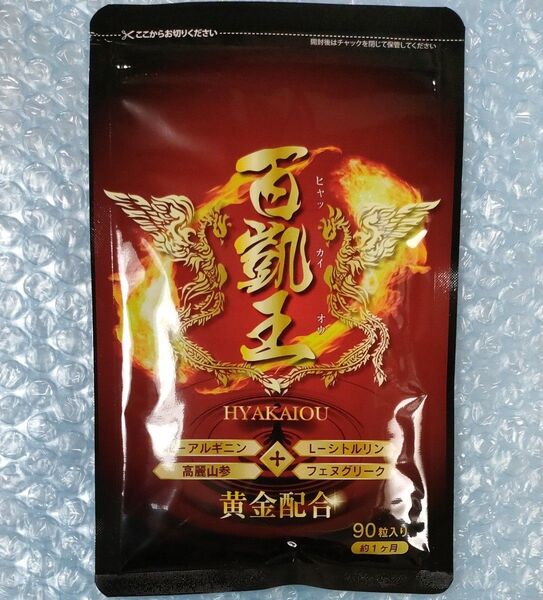 ここからお切りください
開封後はチャックを閉じて保管してください
百凱王
ヒャッ カイ オウ
HYAKAIOU
L-アルギニン
L-シトルリン
+
高麗山参
フェヌグリーク
黄金配合
90粒入り
約1ヶ月